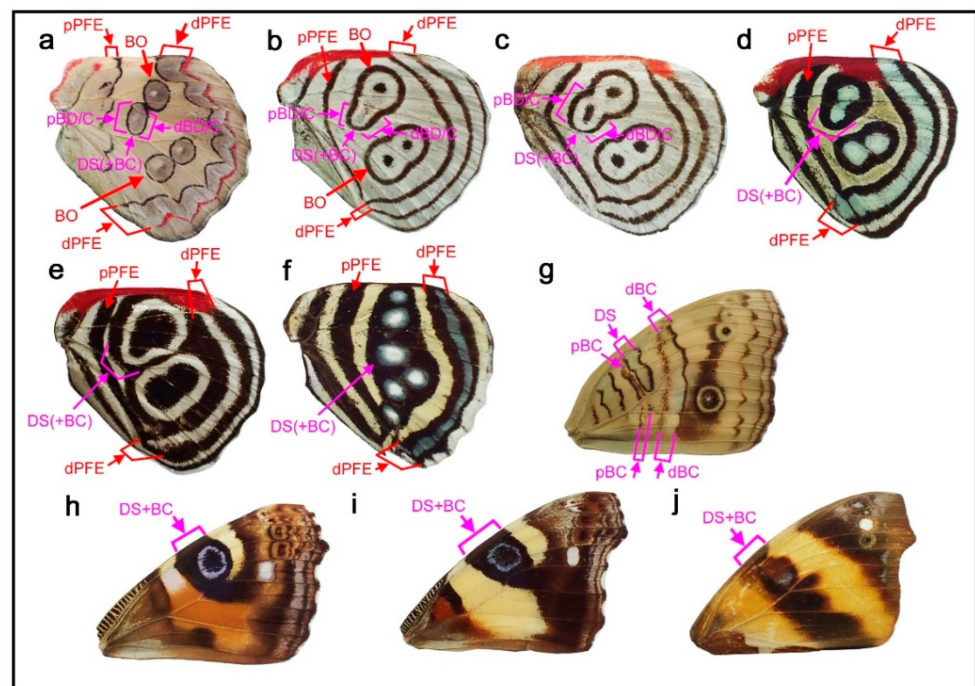 a
pPFE
BO
dPFE
pBD/C
dBD/C
DS(+BC)
BO
dPFE
b
pPFE
BO
dPFE
pBD/C
dBD/C
DS(+BC)
BO
dPFE
c
pBD/C
dBD/C
DS(+BC)
d
pPFE
dPFE
DS(+BC)
dPFE
e
pPFE
dPFE
DS(+BC)
dPFE
f
pPFE
dPFE
DS(+BC)
dPFE
g
dBC
DS
pBC
pBC
dBC
h
DS+BC
i
DS+BC
j
DS+BC